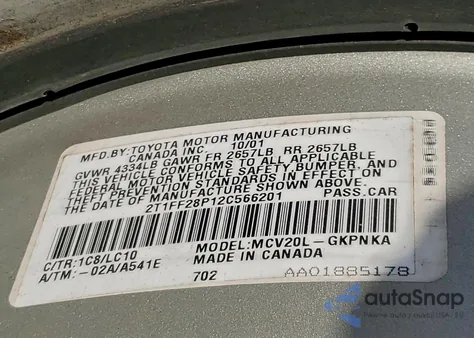 MFD.BY:TOYOTA MOTOR MANUFACTURING
CANADA INC. 10/01
GVWR 4334LB GAWR FR 2657LB RR 2657LB
THIS VEHICLE CONFORMS TO ALL APPLICABLE
FEDERAL MOTOR VEHICLE SAFETY, BUMPER, AND
THEFT PREVENTION STANDARDS IN EFFECT ON
THE DATE OF MANUFACTURE SHOWN ABOVE.
2T1FF28P12C566201 PASS.CAR
C/TR:1C8/LC10 MODEL:MCV20L-GKPNKA
A/TM:-02A/A541E MADE IN CANADA
702 AA01885178
autoSnap